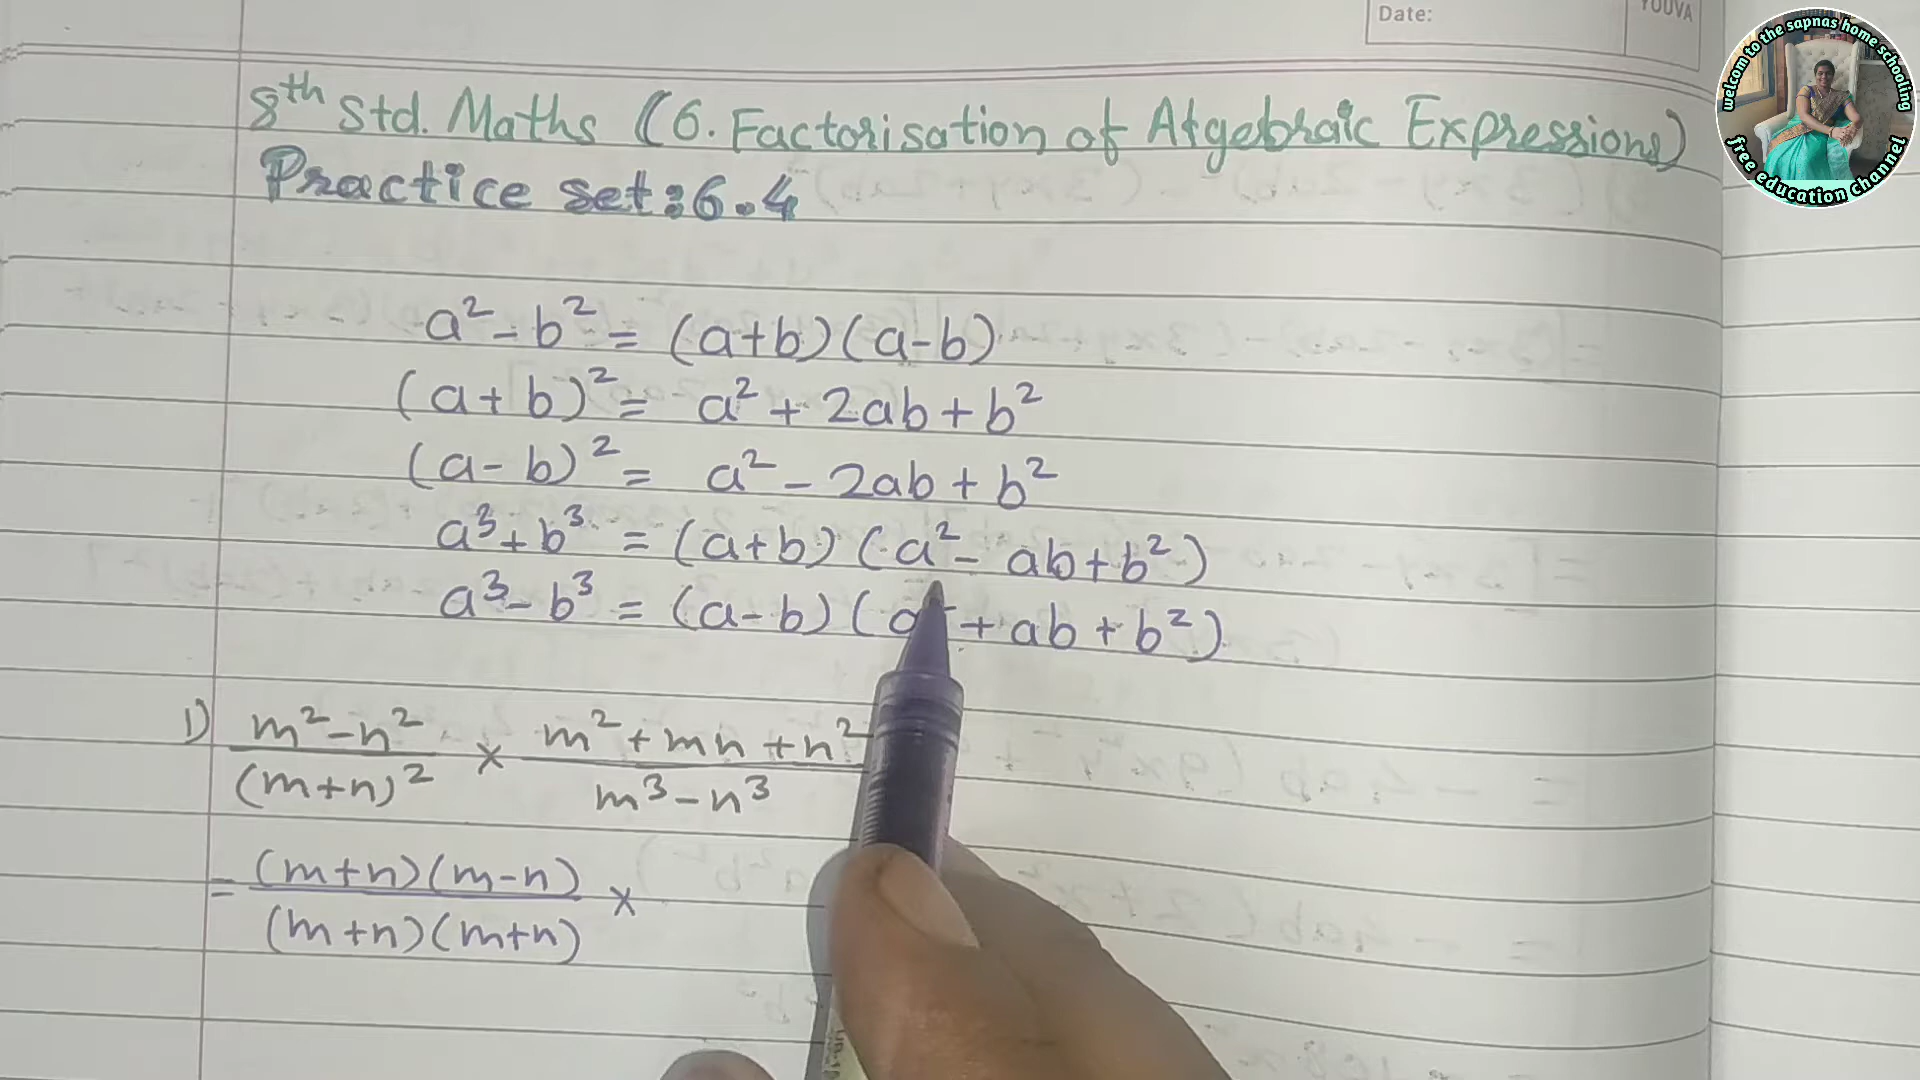 Date:
YOUVA
welcom to the sapnas home schooling
free education channel
8th Std. Maths (6. Factorisation of Algebraic Expressions)
Practice set:6.4
a² - b² = (a+b)(a-b)
(a+b)² = a² + 2ab + b²
(a-b)² = a² - 2ab + b²
a³+b³ = (a+b)(a² - ab+b²)
a³-b³ = (a-b)(a + ab + b²)
1) m²-n²/(m+n)² × m²+mn+n²/m³-n³
= (m+n)(m-n)/(m+n)(m+n) ×